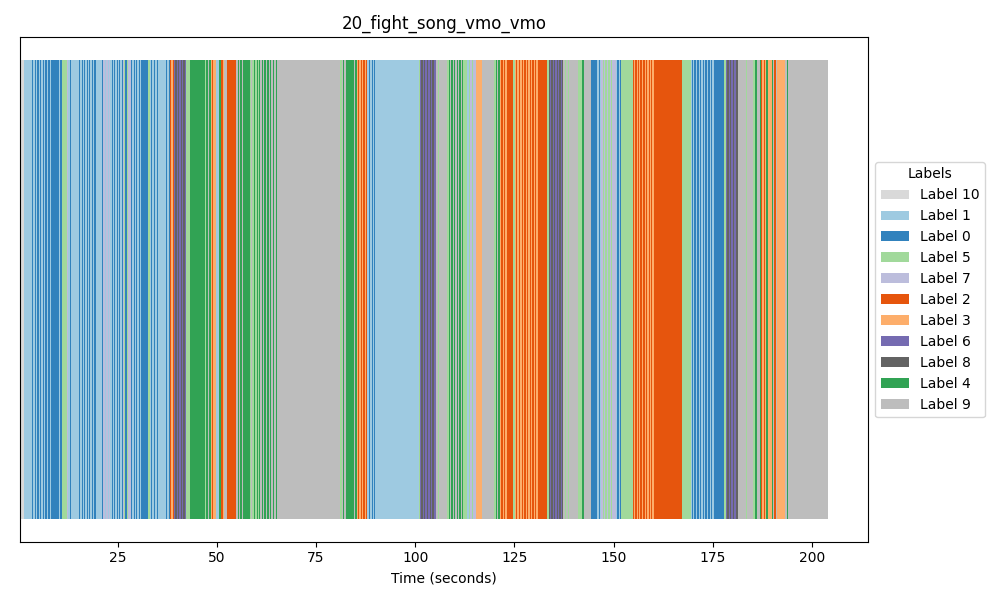 20_fight_song_vmo_vmo
Labels
Label 10
Label 1
Label 0
Label 5
Label 7
Label 2
Label 3
Label 6
Label 8
Label 4
Label 9
25 50 75 100 125 150 175 200
Time (seconds)